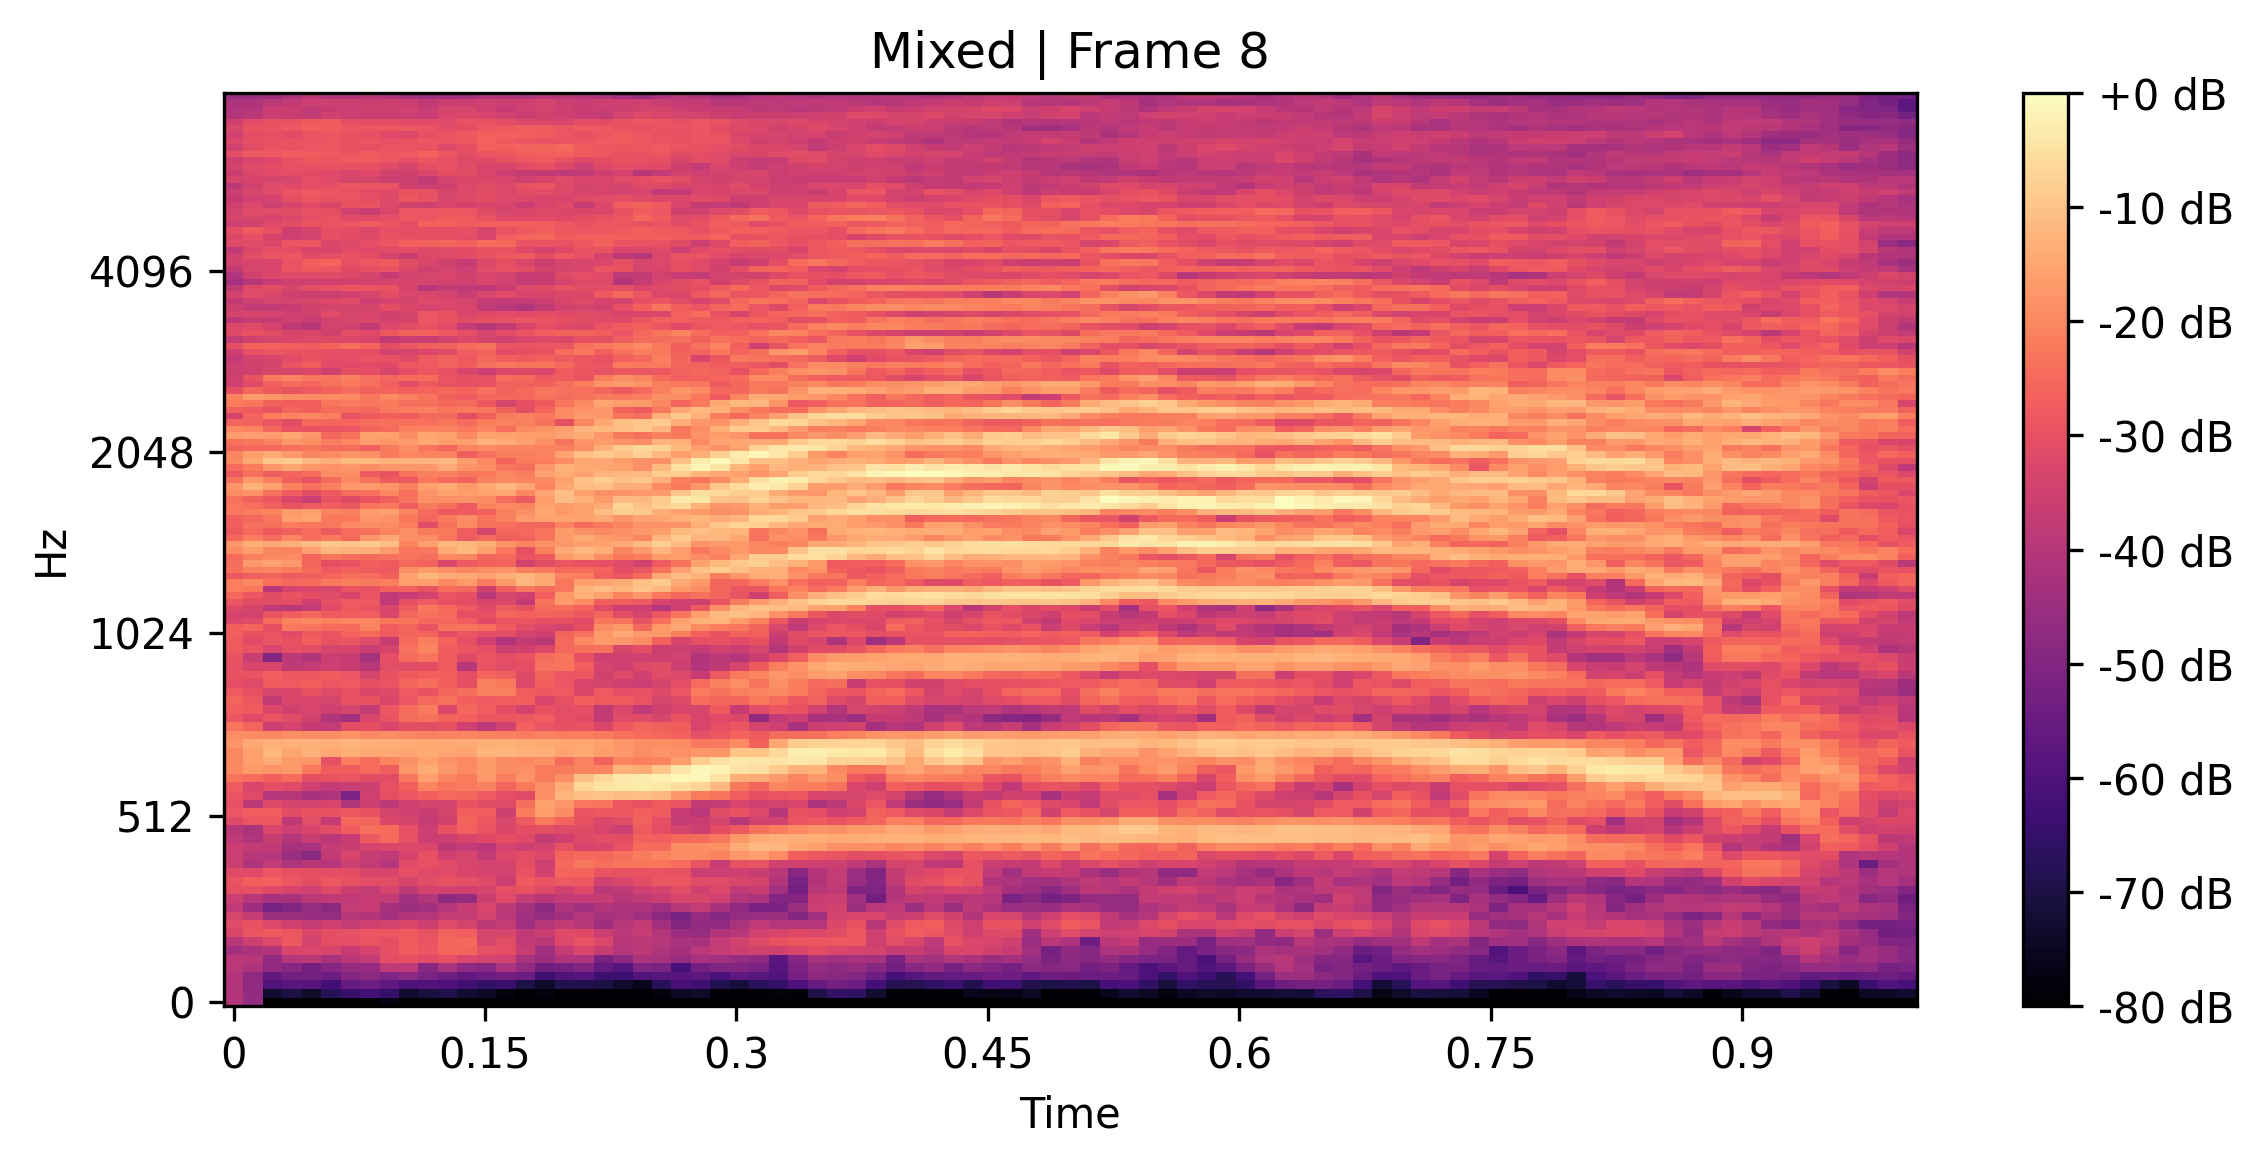 Mixed | Frame 8
Hz
4096
2048
1024
512
0
0 0.15 0.3 0.45 0.6 0.75 0.9
Time
+0 dB
-10 dB
-20 dB
-30 dB
-40 dB
-50 dB
-60 dB
-70 dB
-80 dB